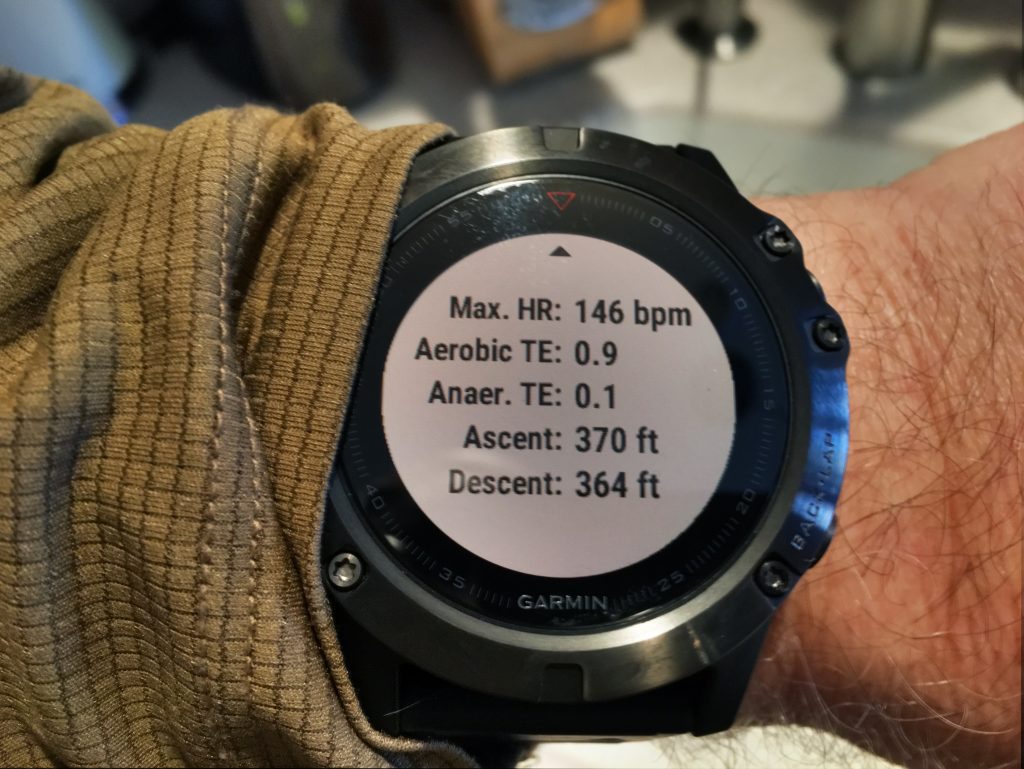 Max. HR: 146 bpm
Aerobic TE: 0.9
Anaer. TE: 0.1
Ascent: 370 ft
Descent: 364 ft
05
10
15
20
25
GARMIN
35
40
BACK•LAP